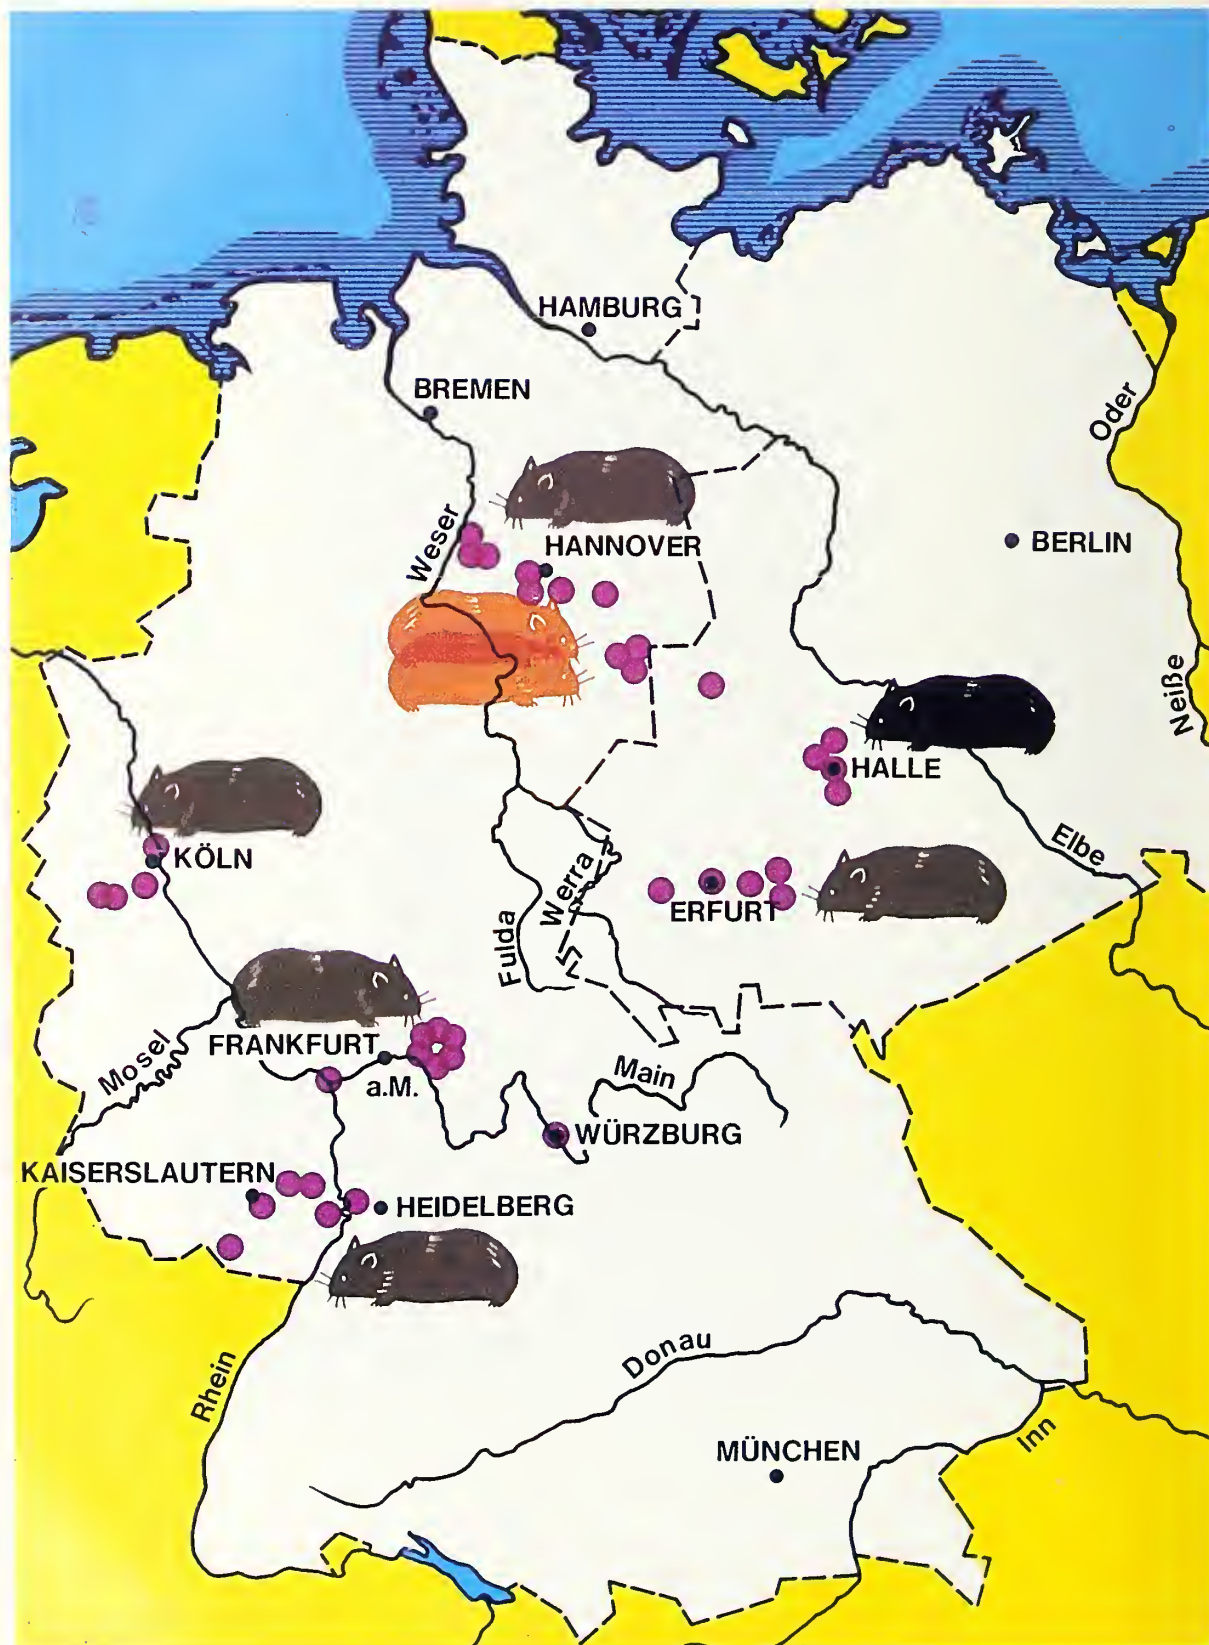 HAMBURG
BREMEN
Oder
Weser
HANNOVER
BERLIN
Neiße
HALLE
KÖLN
Elbe
Werra
ERFURT
Fulda
FRANKFURT
a.M.
Mosel
Main
WÜRZBURG
KAISERSLAUTERN
HEIDELBERG
Donau
Rhein
Inn
MÜNCHEN